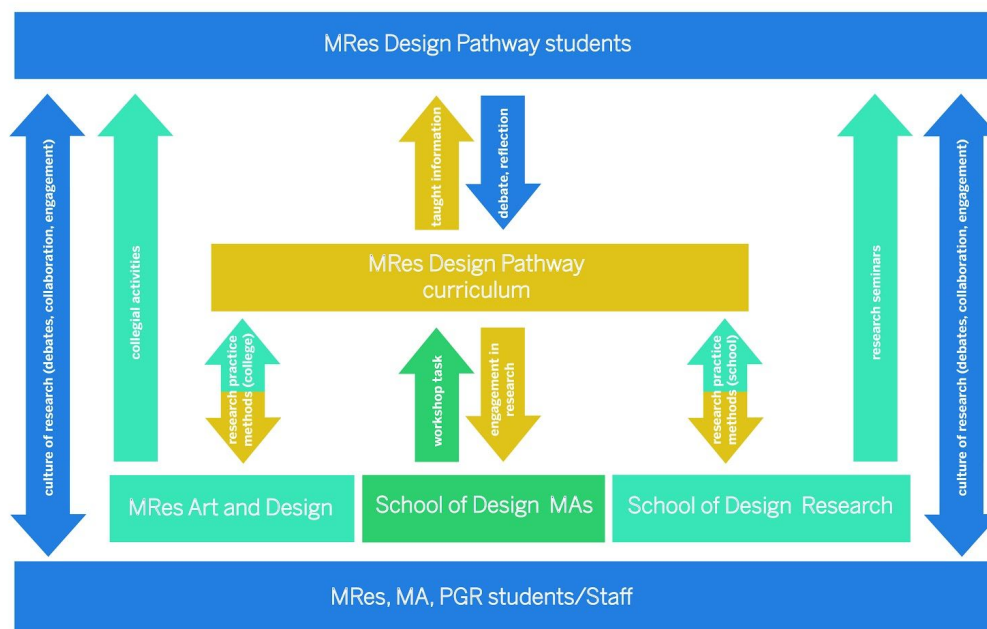 MRes Design Pathway students
culture of research (debates, collaboration, engagement)
collegial activities
taught information
debate, reflection
research seminars
culture of research (debates, collaboration, engagement)
MRes Design Pathway
curriculum
research practice
methods (college)
workshop task
engagement in
research
research practice
methods (school)
MRes Art and Design
School of Design MAs
School of Design Research
MRes, MA, PGR students/Staff